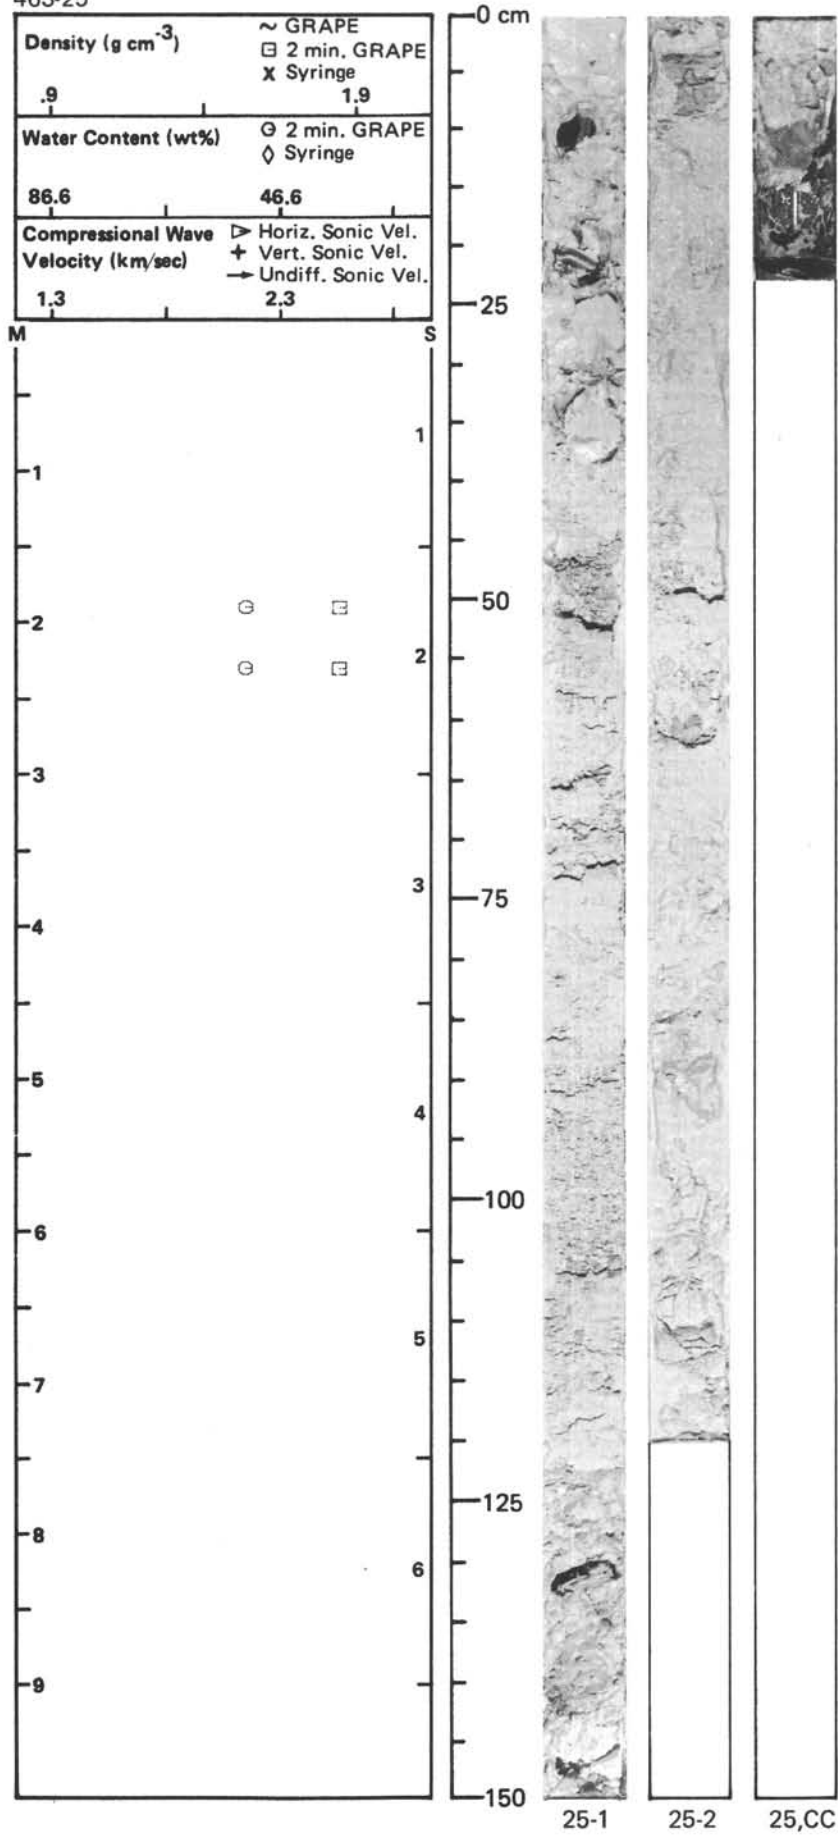 463-25
Density (g cm-3)
~ GRAPE
⊡ 2 min. GRAPE
x Syringe
.9 1.9
Water Content (wt%)
⊙ 2 min. GRAPE
◊ Syringe
86.6 46.6
Compressional Wave
Velocity (km/sec)
▷ Horiz. Sonic Vel.
+ Vert. Sonic Vel.
→ Undiff. Sonic Vel.
1.3 2.3
M S
1
1
2
2
3
3
4
4
5
5
6
7
8
6
9
0 cm
25
50
75
100
125
150
25-1 25-2 25,CC